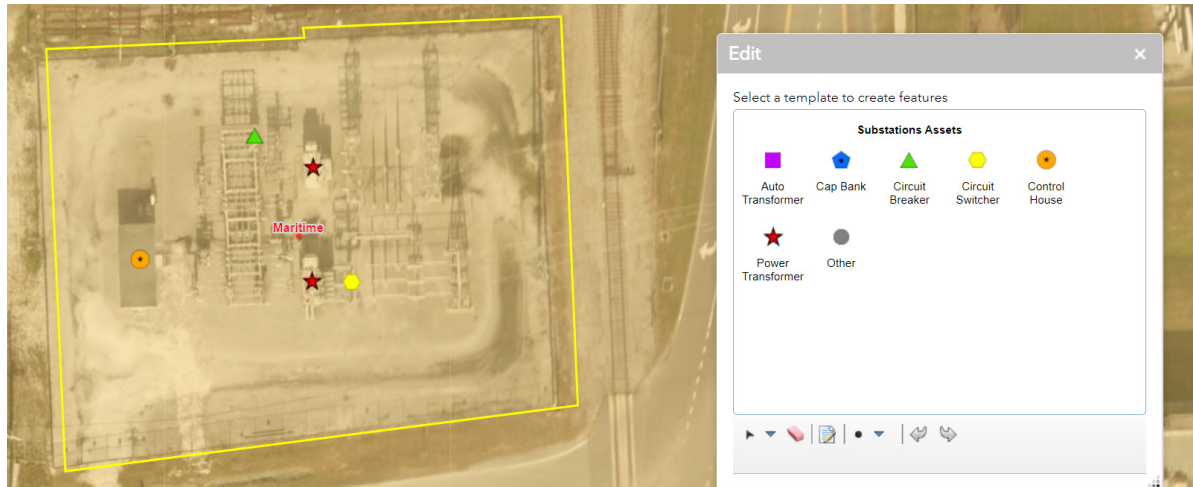 Maritime
Edit
Select a template to create features
Substations Assets
Auto
Transformer
Cap Bank
Circuit
Breaker
Circuit
Switcher
Control
House
Power
Transformer
Other